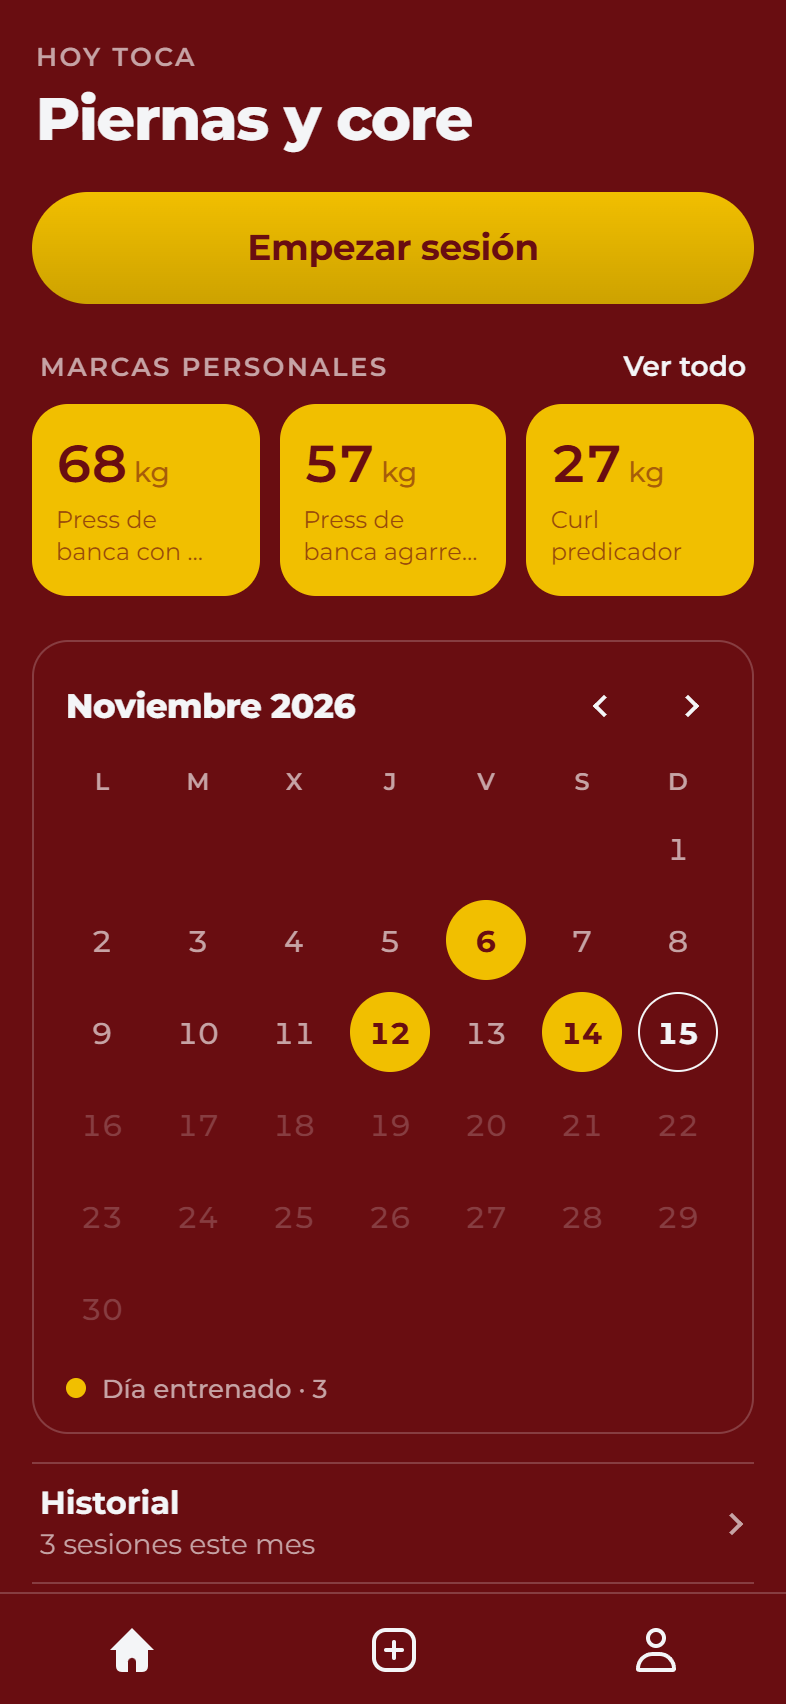 HOY TOCA
Piernas y core
Empezar sesión
MARCAS PERSONALES Ver todo
68 kg 57 kg 27 kg
Press de Press de Curl
banca con ... banca agarre... predicador
Noviembre 2026
L M X J V S D
1
2 3 4 5 6 7 8
9 10 11 12 13 14 15
16 17 18 19 20 21 22
23 24 25 26 27 28 29
30
Día entrenado · 3
Historial
3 sesiones este mes